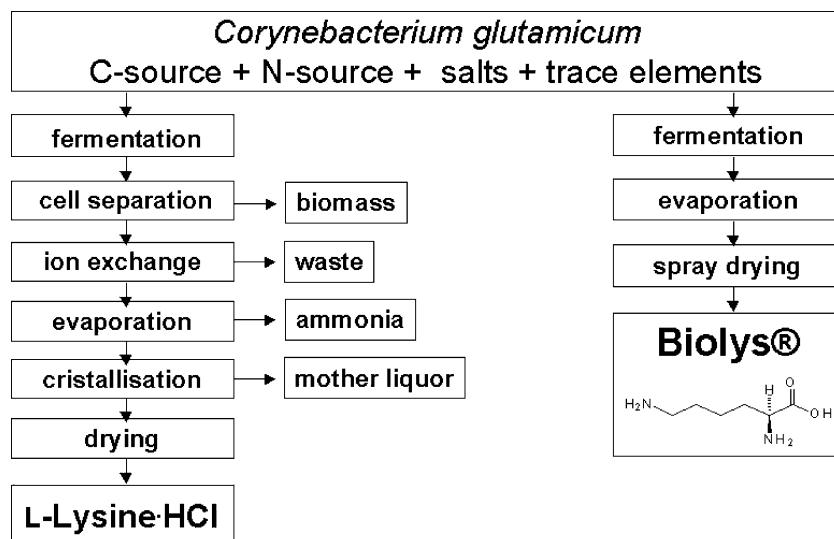 Corynebacterium glutamicum
C-source + N-source + salts + trace elements
fermentation
cell separation
biomass
ion exchange
waste
evaporation
ammonia
cristallisation
mother liquor
drying
L-Lysine·HCl
fermentation
evaporation
spray drying
Biolys®
H₂N
H
O
OH
NH₂